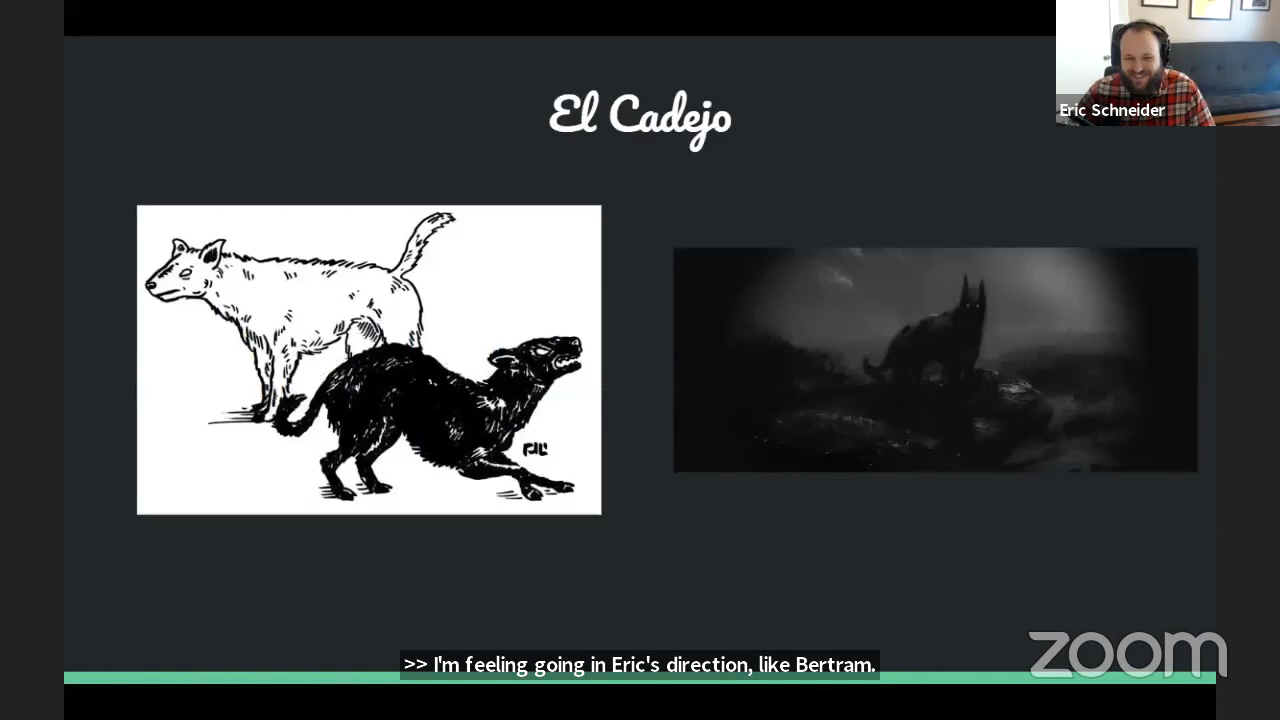 El Cadejo
Eric Schneider
>> I'm feeling going in Eric's direction, like Bertram.
zoom